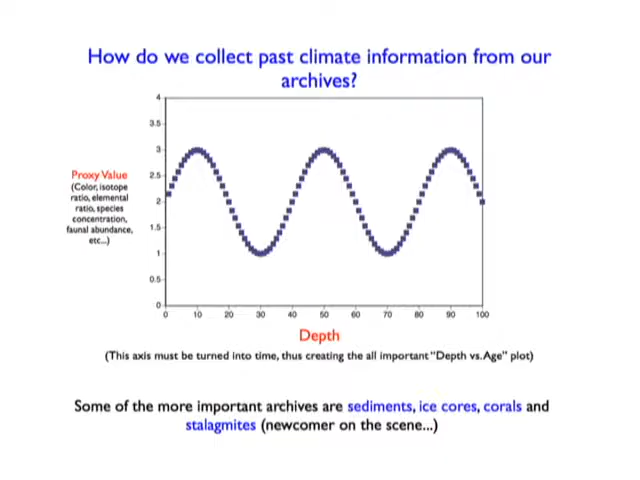 How do we collect past climate information from our
archives?
4
3.5
3
2.5
2
1.5
1
0.5
0
Proxy Value
(Color, isotope
ratio, elemental
ratio, species
concentration,
faunal abundance,
etc...)
0 10 20 30 40 50 60 70 80 90 100
Depth
(This axis must be turned into time, thus creating the all important "Depth vs. Age" plot)
Some of the more important archives are sediments, ice cores, corals and
stalagmites (newcomer on the scene...)